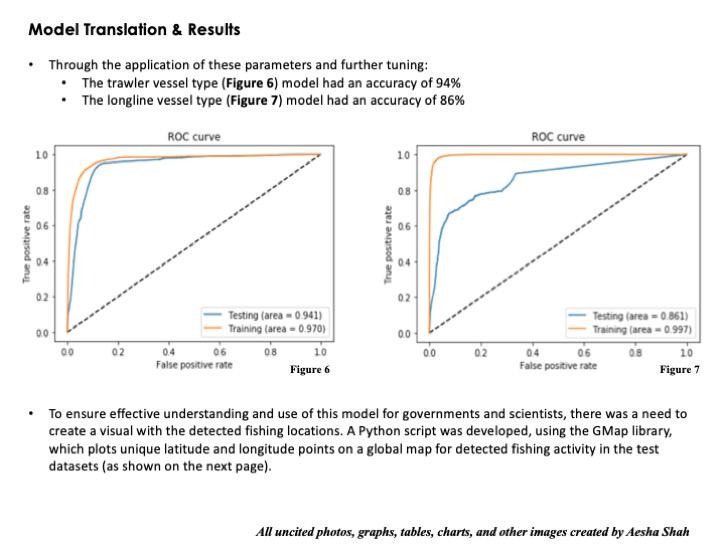 Model Translation & Results
• Through the application of these parameters and further tuning:
• The trawler vessel type (Figure 6) model had an accuracy of 94%
• The longline vessel type (Figure 7) model had an accuracy of 86%
ROC curve
1.0
0.8
0.6
0.4
0.2
0.0
True positive rate
Testing (area = 0.941)
Training (area = 0.970)
0.0 0.2 0.4 0.6 0.8 1.0
False positive rate
Figure 6
ROC curve
1.0
0.8
0.6
0.4
0.2
0.0
True positive rate
Testing (area = 0.861)
Training (area = 0.997)
0.0 0.2 0.4 0.6 0.8 1.0
False positive rate
Figure 7
• To ensure effective understanding and use of this model for governments and scientists, there was a need to
create a visual with the detected fishing locations. A Python script was developed, using the GMap library,
which plots unique latitude and longitude points on a global map for detected fishing activity in the test
datasets (as shown on the next page).
All uncited photos, graphs, tables, charts, and other images created by Aesha Shah